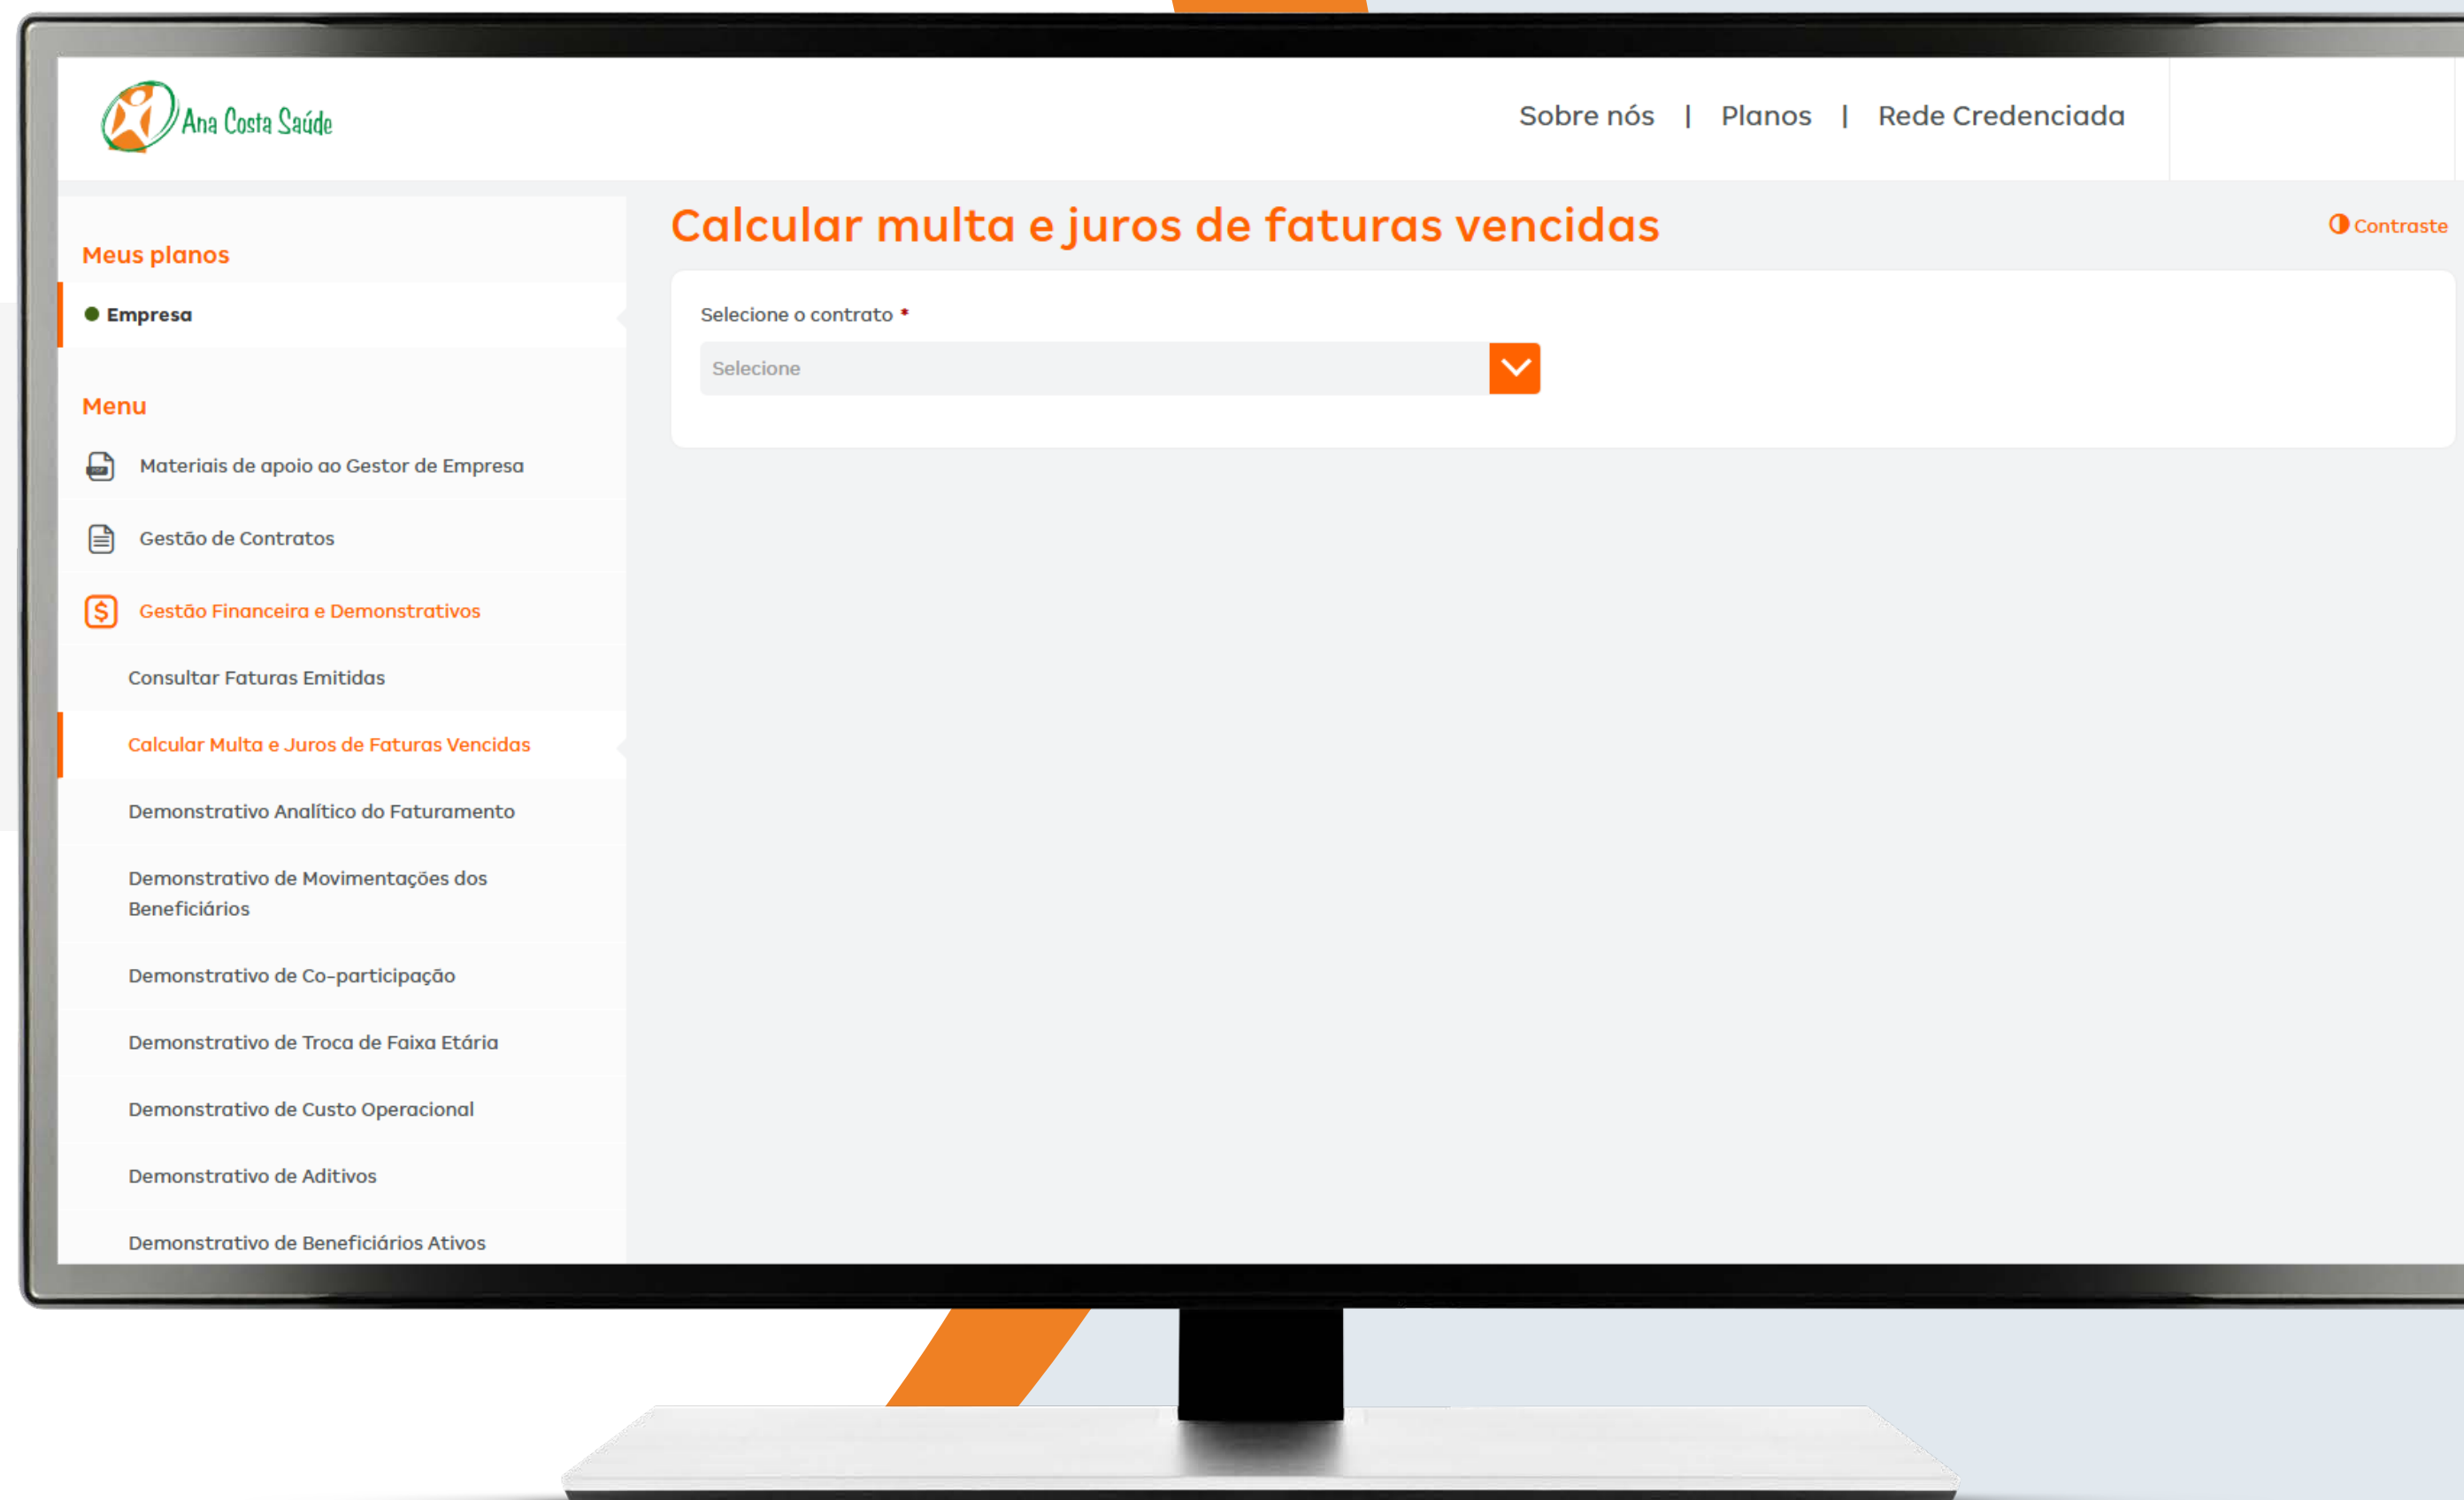 Ana Costa Saúde
Sobre nós | Planos | Rede Credenciada
Calcular multa e juros de faturas vencidas
Contraste
Meus planos
Empresa
Selecione o contrato *
Selecione
Menu
PDF
Materiais de apoio ao Gestor de Empresa
Gestão de Contratos
$
Gestão Financeira e Demonstrativos
Consultar Faturas Emitidas
Calcular Multa e Juros de Faturas Vencidas
Demonstrativo Analítico do Faturamento
Demonstrativo de Movimentações dos
Beneficiários
Demonstrativo de Co-participação
Demonstrativo de Troca de Faixa Etária
Demonstrativo de Custo Operacional
Demonstrativo de Aditivos
Demonstrativo de Beneficiários Ativos